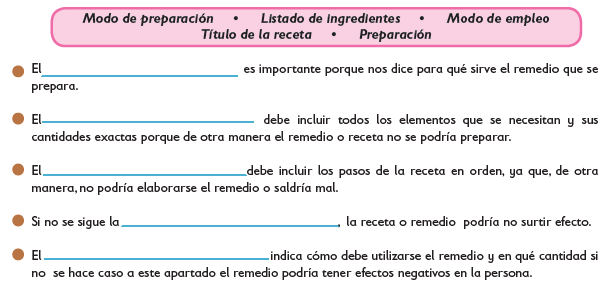 Modo de preparación • Listado de ingredientes • Modo de empleo
Título de la receta • Preparación
El es importante porque nos dice para qué sirve el remedio que se
prepara.
El debe incluir todos los elementos que se necesitan y sus
cantidades exactas porque de otra manera el remedio o receta no se podría preparar.
El debe incluir los pasos de la receta en orden, ya que, de otra
manera, no podría elaborarse el remedio o saldría mal.
Si no se sigue la , la receta o remedio podría no surtir efecto.
El indica cómo debe utilizarse el remedio y en qué cantidad si
no se hace caso a este apartado el remedio podría tener efectos negativos en la persona.